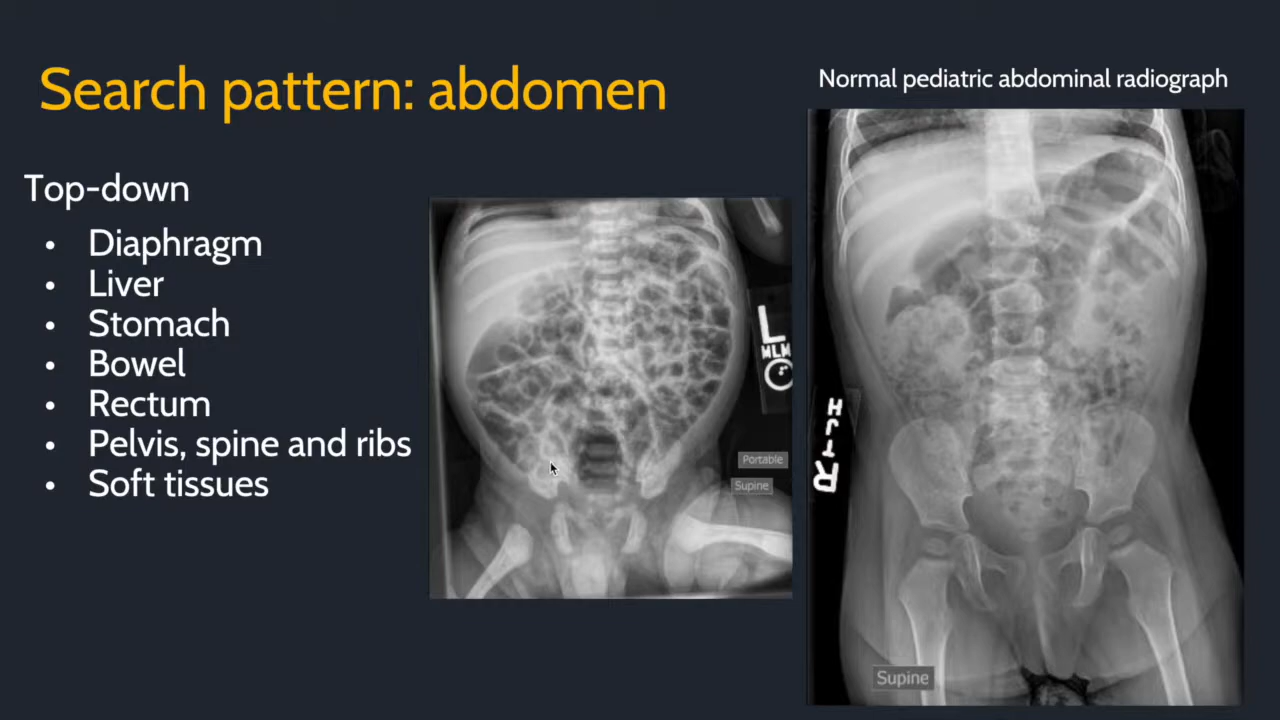 Search pattern: abdomen
Normal pediatric abdominal radiograph
Top-down
• Diaphragm
• Liver
• Stomach
• Bowel
• Rectum
• Pelvis, spine and ribs
• Soft tissues
L
MLM
Portable
Supine
R
Supine